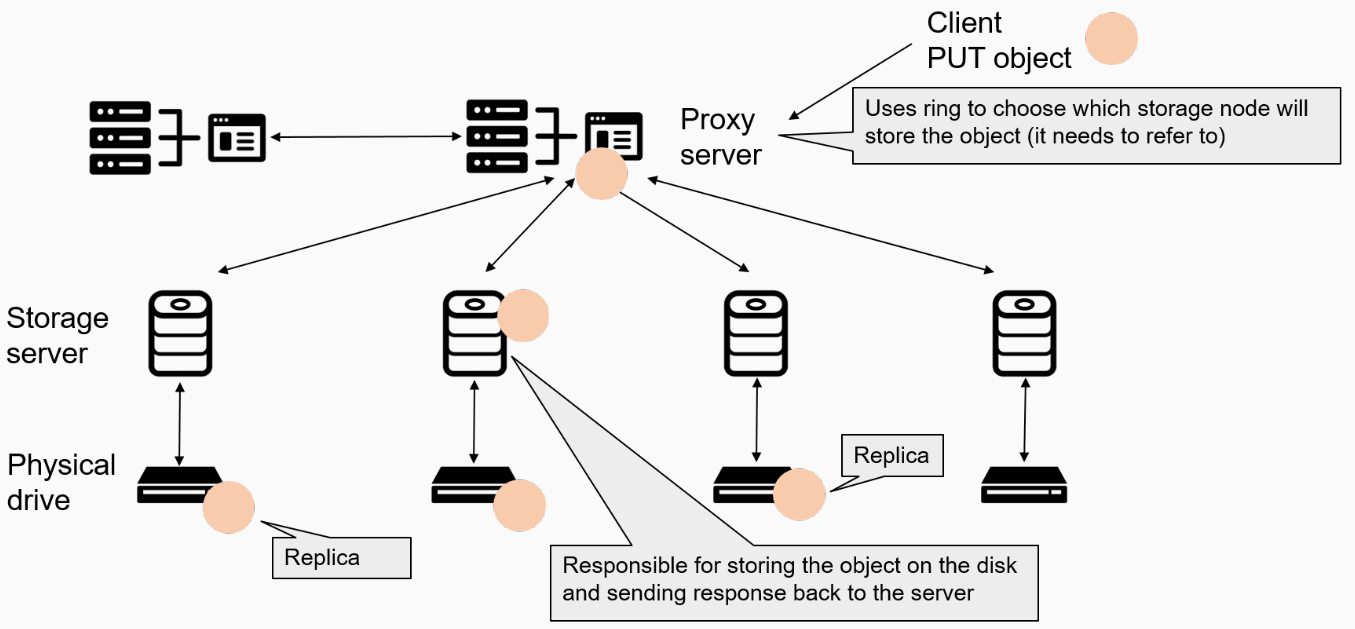 Client
PUT object
Uses ring to choose which storage node will
store the object (it needs to refer to)
Proxy
server
Storage
server
Physical
drive
Replica
Replica
Responsible for storing the object on the disk
and sending response back to the server